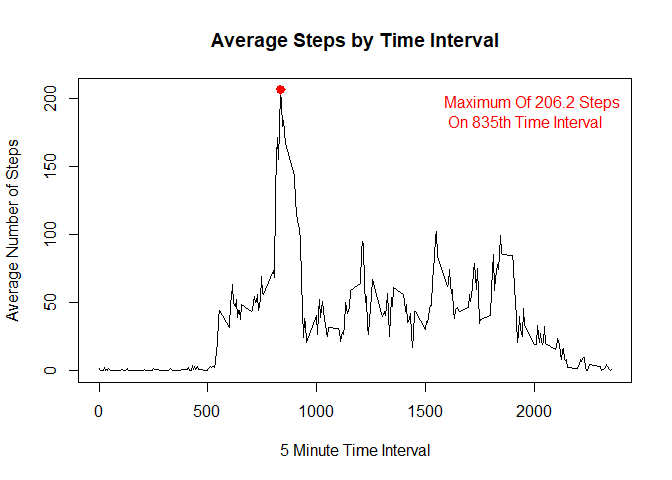 Average Steps by Time Interval
Maximum Of 206.2 Steps
On 835th Time Interval
Average Number of Steps
200
150
100
50
0
0 500 1000 1500 2000
5 Minute Time Interval